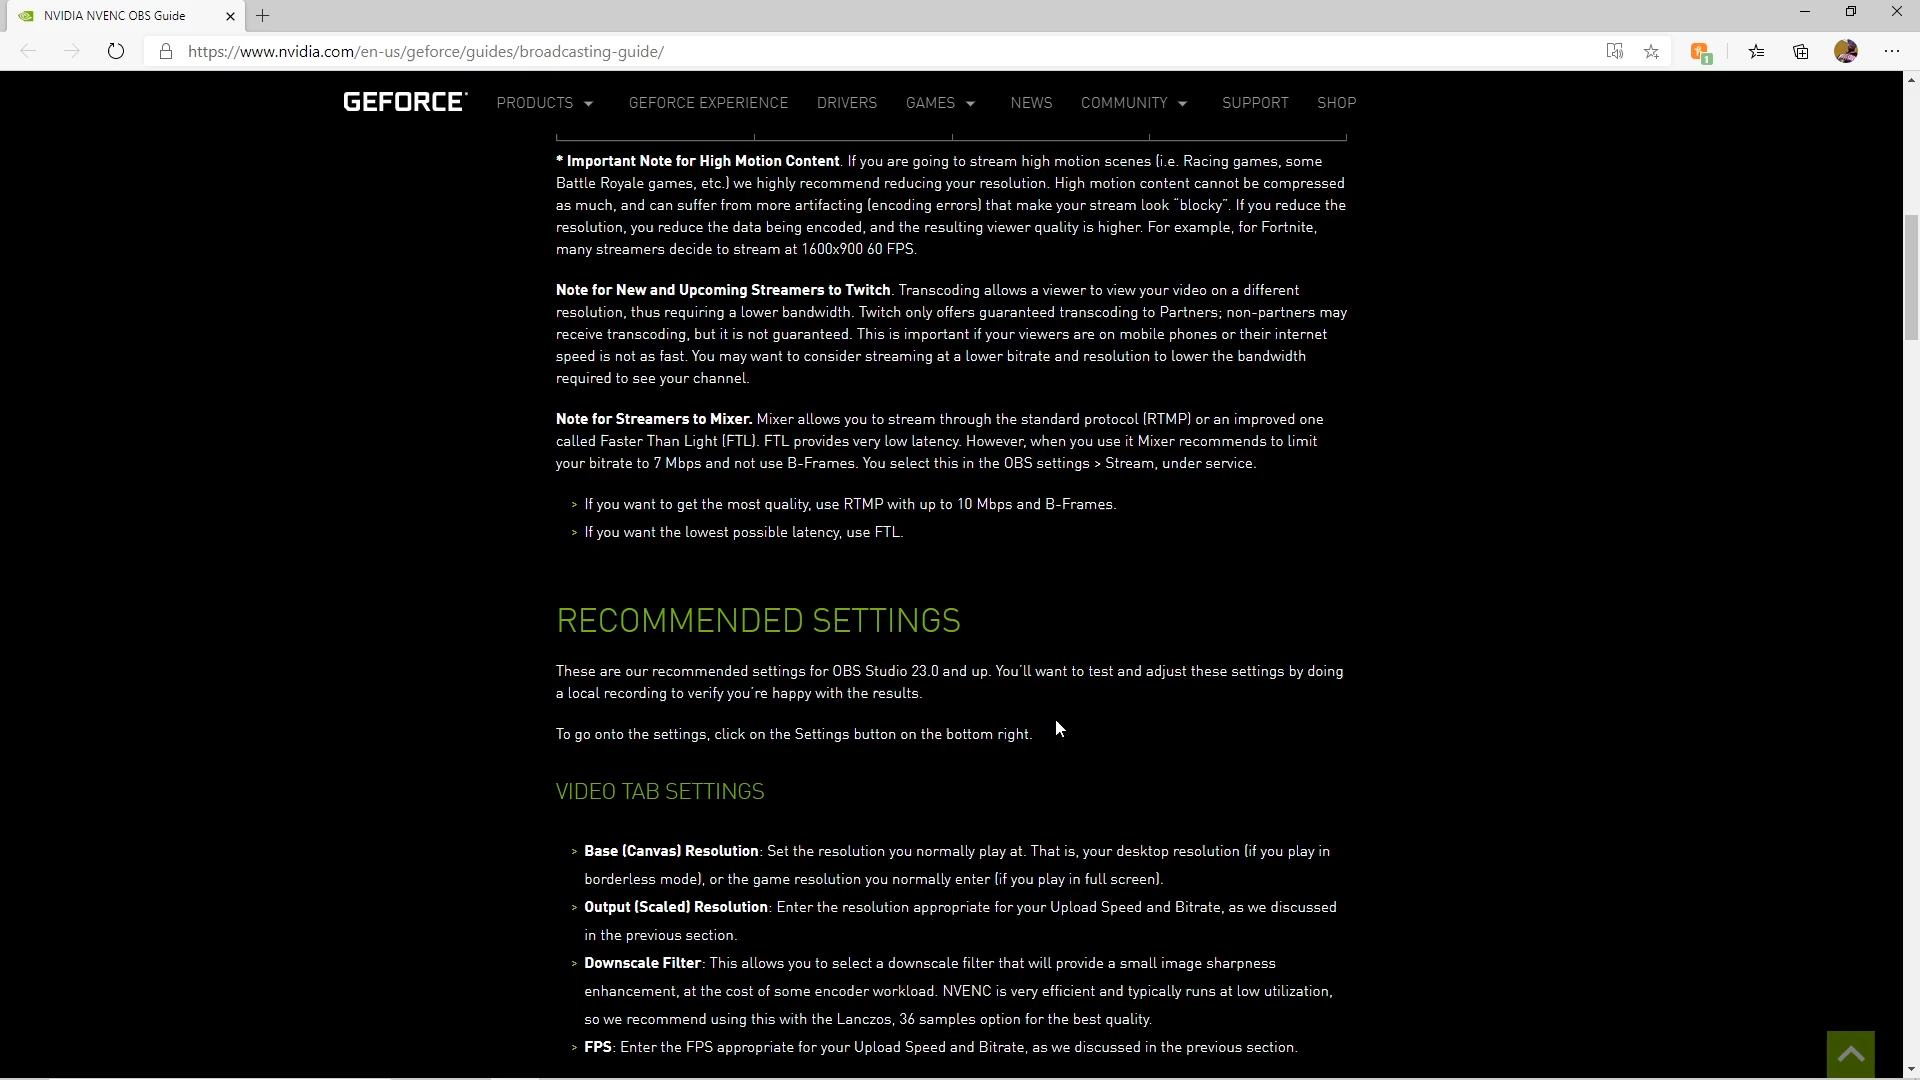 NVIDIA NVENC OBS Guide
https://www.nvidia.com/en-us/geforce/guides/broadcasting-guide/
1
GEFORCE PRODUCTS GEFORCE EXPERIENCE DRIVERS GAMES NEWS COMMUNITY SUPPORT SHOP
* Important Note for High Motion Content. If you are going to stream high motion scenes (i.e. Racing games, some
Battle Royale games, etc.) we highly recommend reducing your resolution. High motion content cannot be compressed
as much, and can suffer from more artifacting (encoding errors) that make your stream look “blocky”. If you reduce the
resolution, you reduce the data being encoded, and the resulting viewer quality is higher. For example, for Fortnite,
many streamers decide to stream at 1600x900 60 FPS.
Note for New and Upcoming Streamers to Twitch. Transcoding allows a viewer to view your video on a different
resolution, thus requiring a lower bandwidth. Twitch only offers guaranteed transcoding to Partners; non-partners may
receive transcoding, but it is not guaranteed. This is important if your viewers are on mobile phones or their internet
speed is not as fast. You may want to consider streaming at a lower bitrate and resolution to lower the bandwidth
required to see your channel.
Note for Streamers to Mixer. Mixer allows you to stream through the standard protocol (RTMP) or an improved one
called Faster Than Light (FTL). FTL provides very low latency. However, when you use it Mixer recommends to limit
your bitrate to 7 Mbps and not use B-Frames. You select this in the OBS settings > Stream, under service.
> If you want to get the most quality, use RTMP with up to 10 Mbps and B-Frames.
> If you want the lowest possible latency, use FTL.
RECOMMENDED SETTINGS
These are our recommended settings for OBS Studio 23.0 and up. You’ll want to test and adjust these settings by doing
a local recording to verify you’re happy with the results.
To go onto the settings, click on the Settings button on the bottom right.
VIDEO TAB SETTINGS
> Base (Canvas) Resolution: Set the resolution you normally play at. That is, your desktop resolution (if you play in
borderless mode), or the game resolution you normally enter (if you play in full screen).
> Output (Scaled) Resolution: Enter the resolution appropriate for your Upload Speed and Bitrate, as we discussed
in the previous section.
> Downscale Filter: This allows you to select a downscale filter that will provide a small image sharpness
enhancement, at the cost of some encoder workload. NVENC is very efficient and typically runs at low utilization,
so we recommend using this with the Lanczos, 36 samples option for the best quality.
> FPS: Enter the FPS appropriate for your Upload Speed and Bitrate, as we discussed in the previous section.